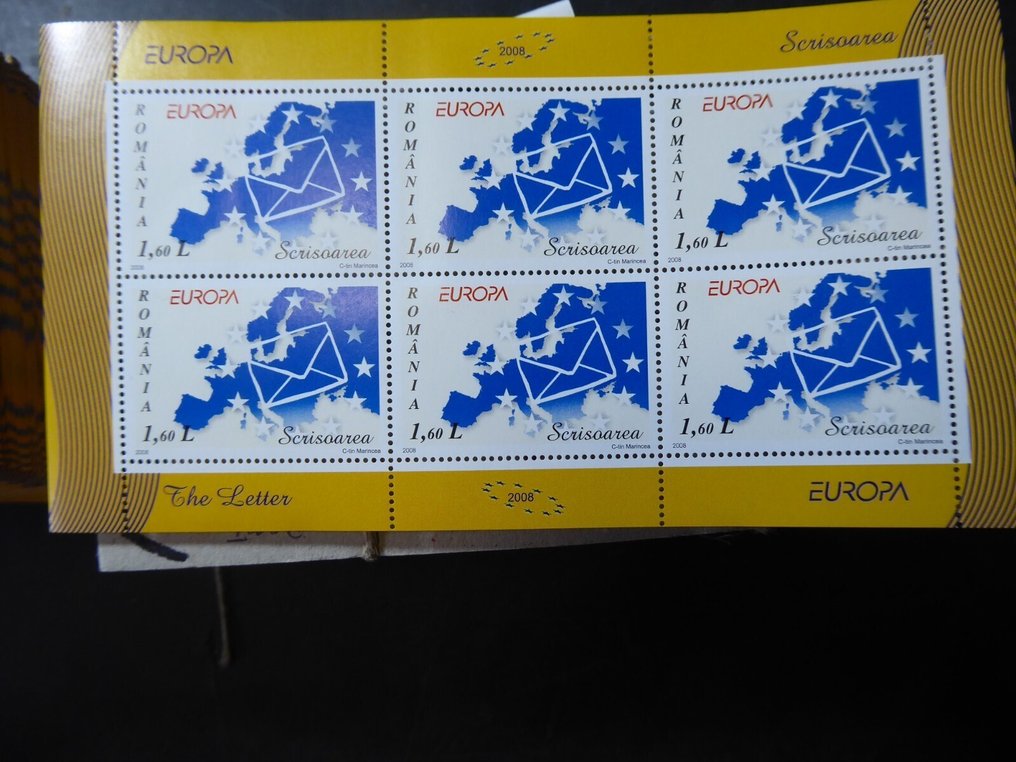 EUROPA
2008
Scrisoarea
ROMÂNIA
EUROPA
1,60 L
Scrisoarea
2008
C-tin Marincea
ROMÂNIA
EUROPA
1,60 L
Scrisoarea
2008
C-tin Marincea
ROMÂNIA
EUROPA
1,60 L
Scrisoarea
2008
C-tin Marincea
ROMÂNIA
EUROPA
1,60 L
Scrisoarea
2008
C-tin Marincea
ROMÂNIA
EUROPA
1,60 L
Scrisoarea
2008
C-tin Marincea
ROMÂNIA
EUROPA
1,60 L
Scrisoarea
2008
C-tin Marincea
The Letter
2008
EUROPA